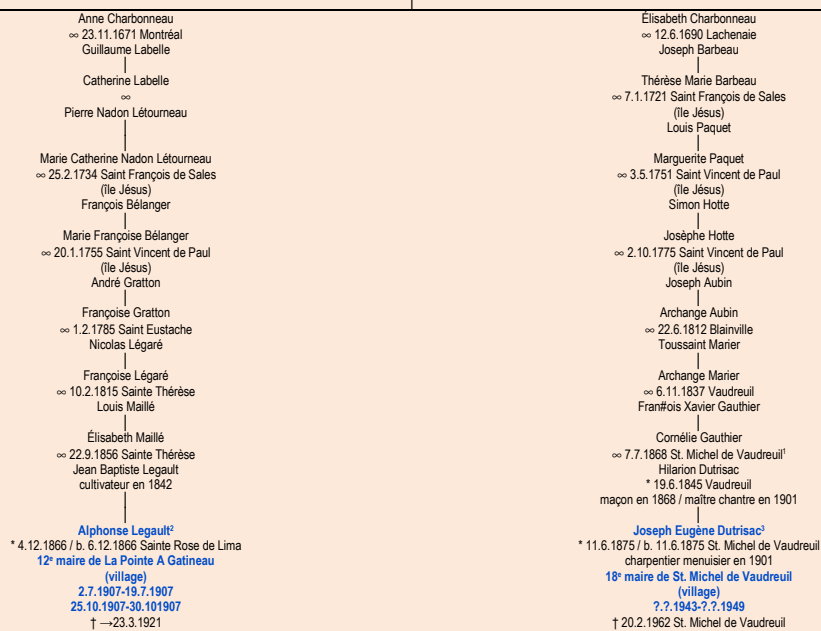 Anne Charbonneau
∞ 23.11.1671 Montréal
Guillaume Labelle
Catherine Labelle
∞
Pierre Nadon Létourneau
Marie Catherine Nadon Létourneau
∞ 25.2.1734 Saint François de Sales
(île Jésus)
François Bélanger
Marie Françoise Bélanger
∞ 20.1.1755 Saint Vincent de Paul
(île Jésus)
André Gratton
Françoise Gratton
∞ 1.2.1785 Saint Eustache
Nicolas Légaré
Françoise Légaré
∞ 10.2.1815 Sainte Thérèse
Louis Maillé
Élisabeth Maillé
∞ 22.9.1856 Sainte Thérèse
Jean Baptiste Legault
cultivateur en 1842
Alphonse Legault²
* 4.12.1866 / b. 6.12.1866 Sainte Rose de Lima
12e maire de La Pointe A Gatineau
(village)
2.7.1907-19.7.1907
25.10.1907-30.101907
† →23.3.1921
Élisabeth Charbonneau
∞ 12.6.1690 Lachenaie
Joseph Barbeau
Thérèse Marie Barbeau
∞ 7.1.1721 Saint François de Sales
(île Jésus)
Louis Paquet
Marguerite Paquet
∞ 3.5.1751 Saint Vincent de Paul
(île Jésus)
Simon Hotte
Josèphe Hotte
∞ 2.10.1775 Saint Vincent de Paul
(île Jésus)
Joseph Aubin
Archange Aubin
∞ 22.6.1812 Blainville
Toussaint Marier
Archange Marier
∞ 6.11.1837 Vaudreuil
Fran#ois Xavier Gauthier
Cornélie Gauthier
∞ 7.7.1868 St. Michel de Vaudreuil¹
Hilarion Dutrisac
* 19.6.1845 Vaudreuil
maçon en 1868 / maître chantre en 1901
Joseph Eugène Dutrisac³
* 11.6.1875 / b. 11.6.1875 St. Michel de Vaudreuil
charpentier menuisier en 1901
18e maire de St. Michel de Vaudreuil
(village)
?.?.1943-?.?.1949
† 20.2.1962 St. Michel de Vaudreuil